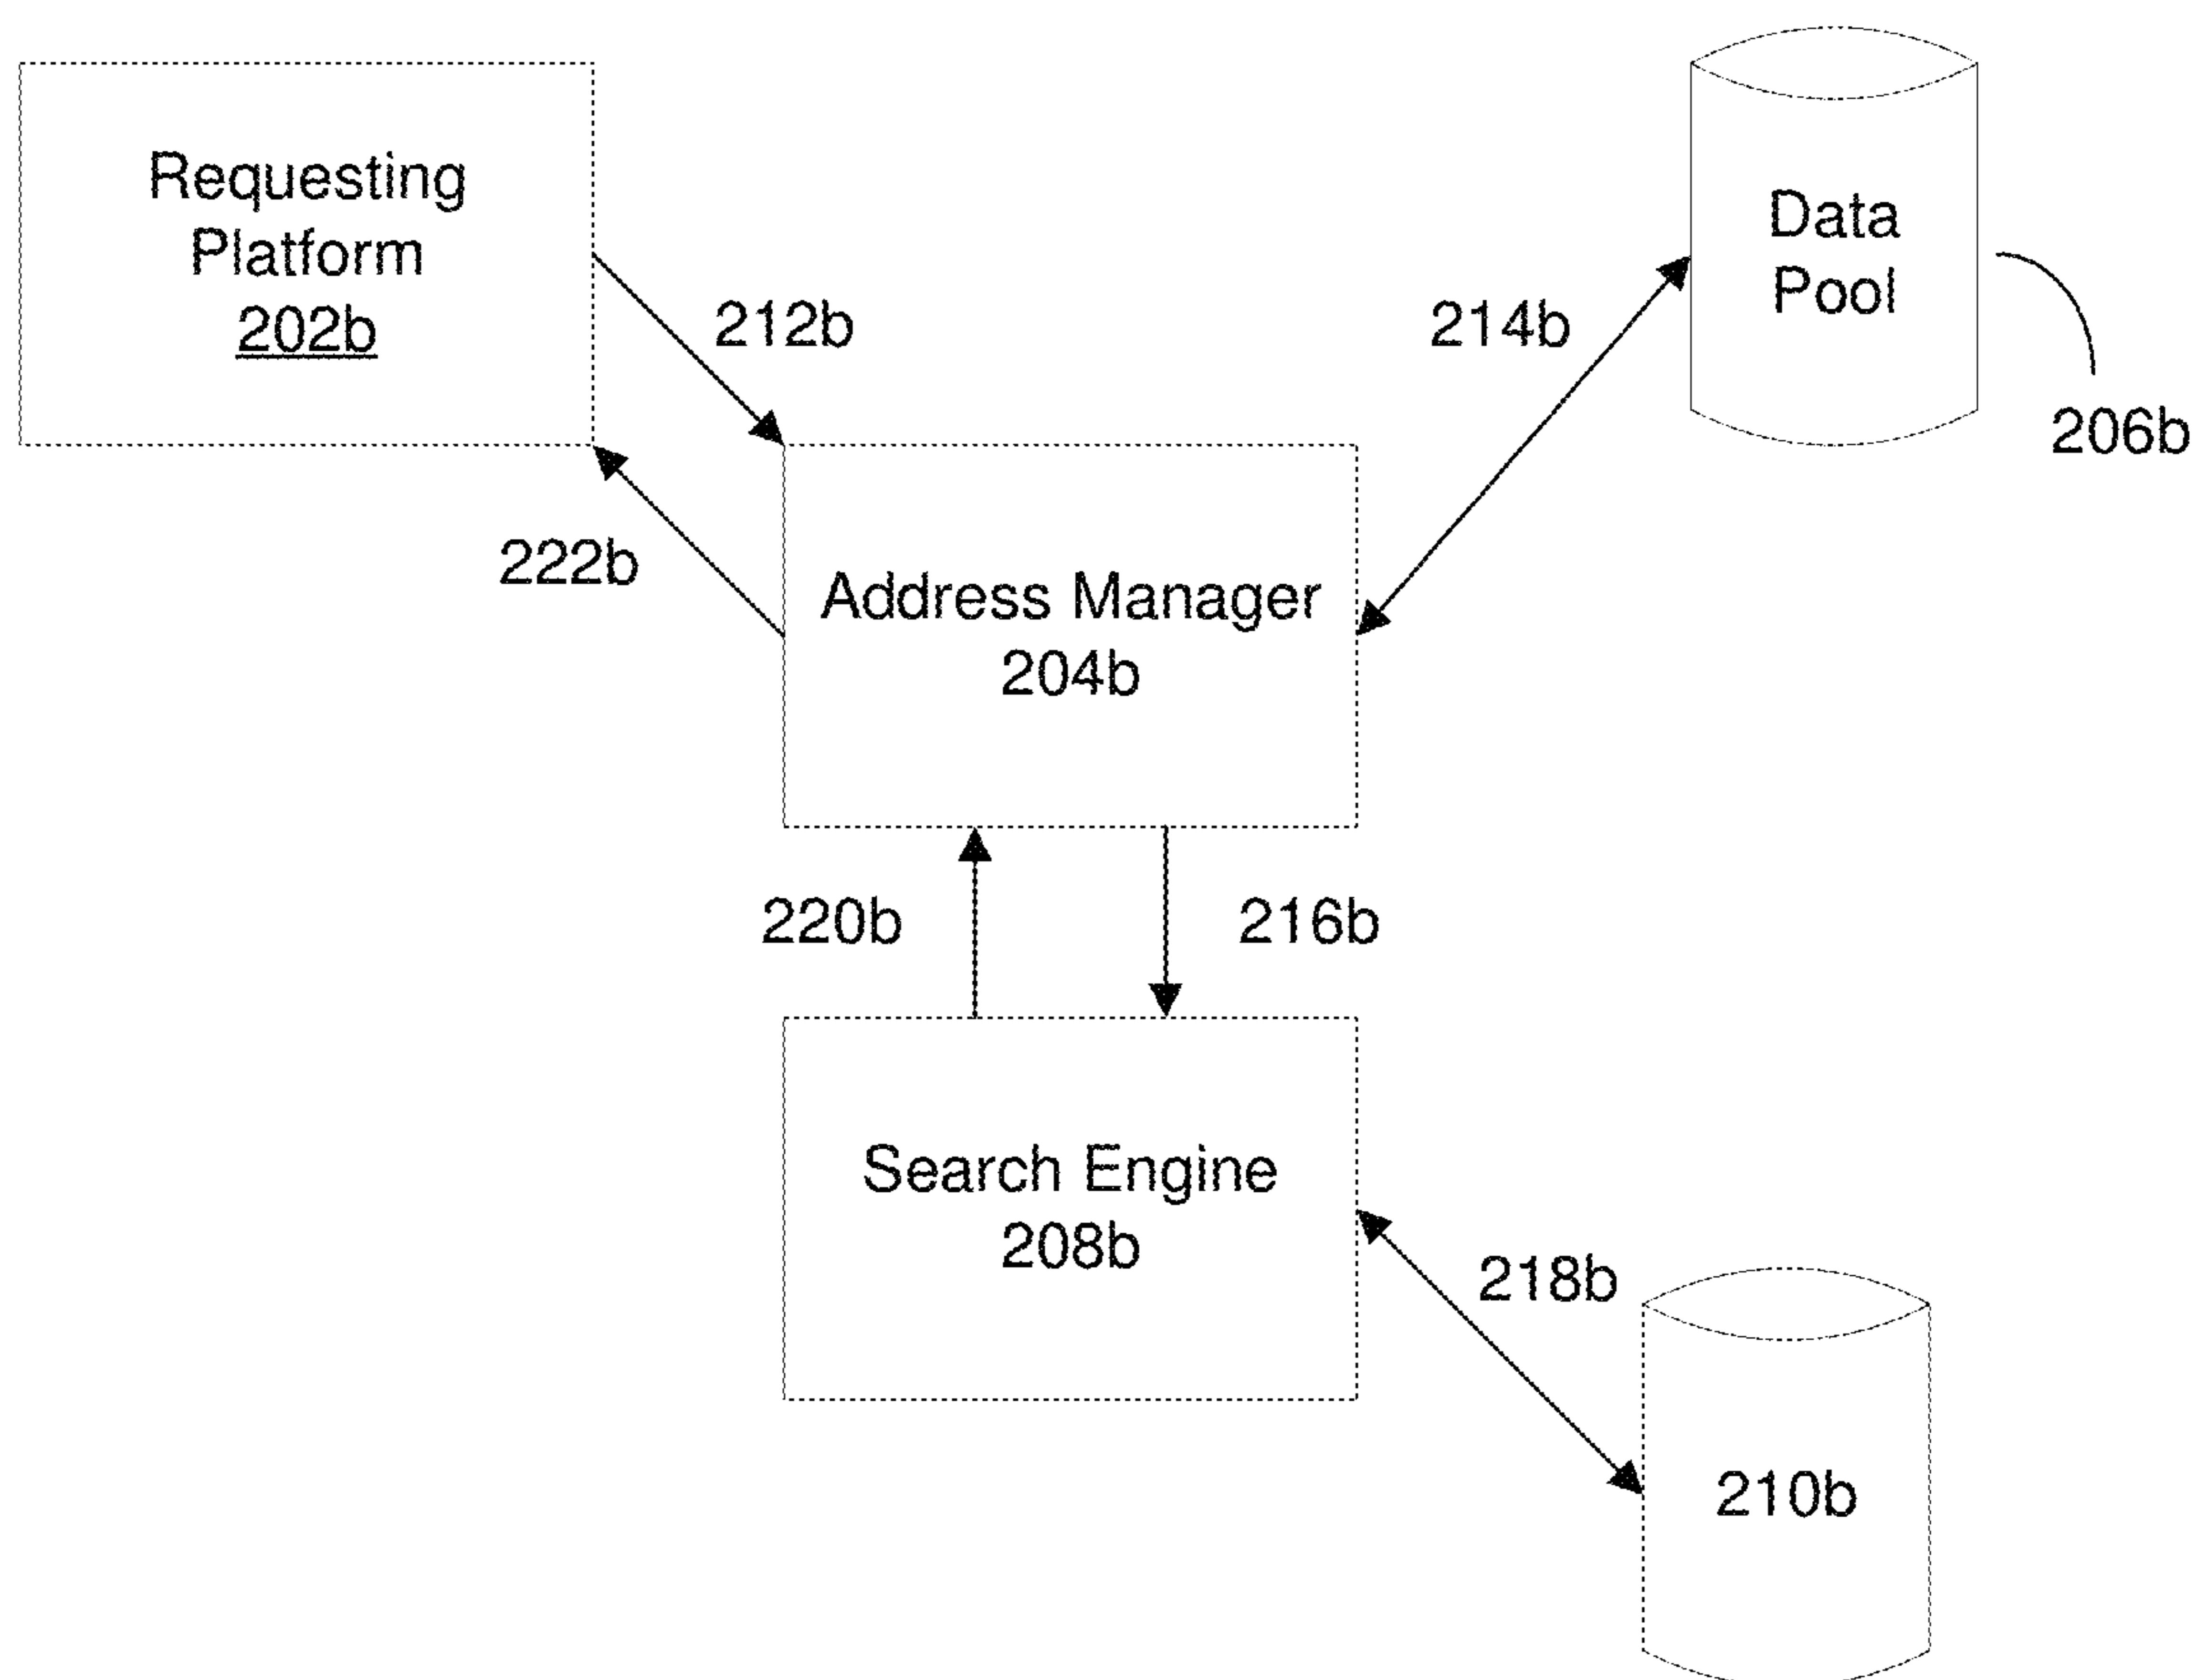 Requesting
Platform
202b
Data
Pool
206b
212b
214b
222b
Address Manager
204b
220b
216b
Search Engine
208b
218b
210b